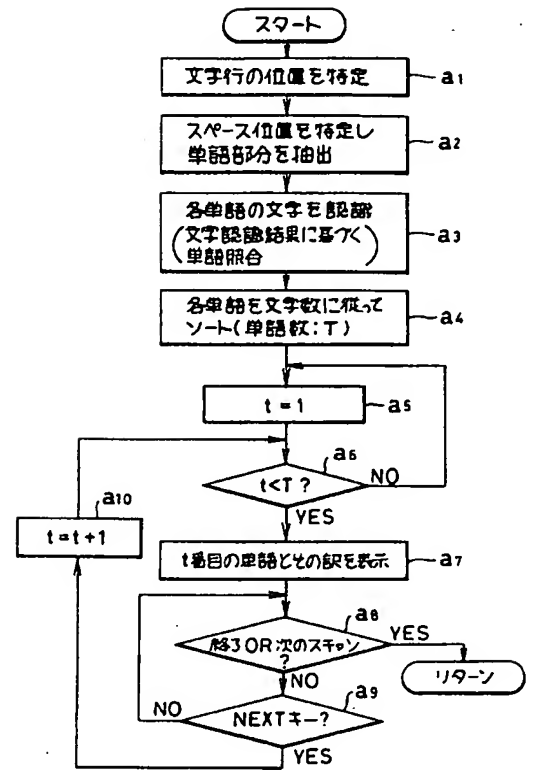 スタート
文字行の位置を特定
a1
スペース位置を特定し
単語部分を抽出
a2
各単語の文字を認識
(文字認識結果に基づく
単語照合)
a3
各単語を文字数に従って
ソート(単語数:T)
a4
t=1
a5
t<T?
a6
NO
YES
a10
t=t+1
t番目の単語とその訳を表示
a7
終了OR次のスキャン
?
a8
YES
リターン
NO
NEXTキー?
a9
NO
YES